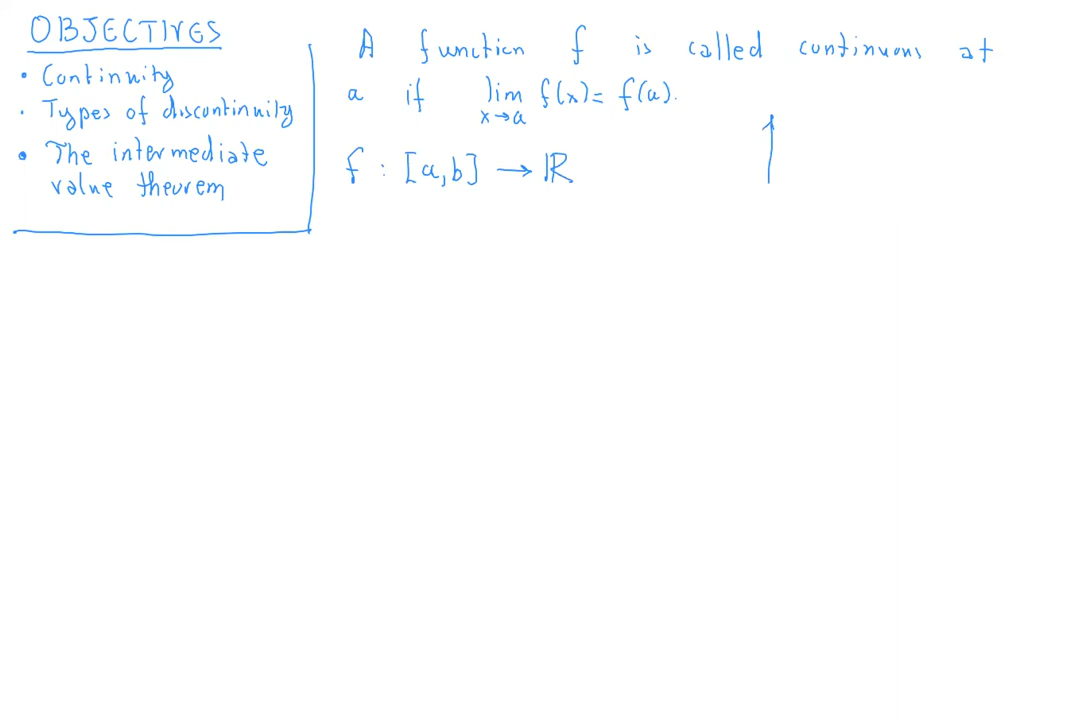 OBJECTIVES
• Continuity
• Types of discontinuity
• The intermediate
value theorem
A function f is called continuous at
a if lim f(x) = f(a).
x→a
f : [a,b] → ℝ